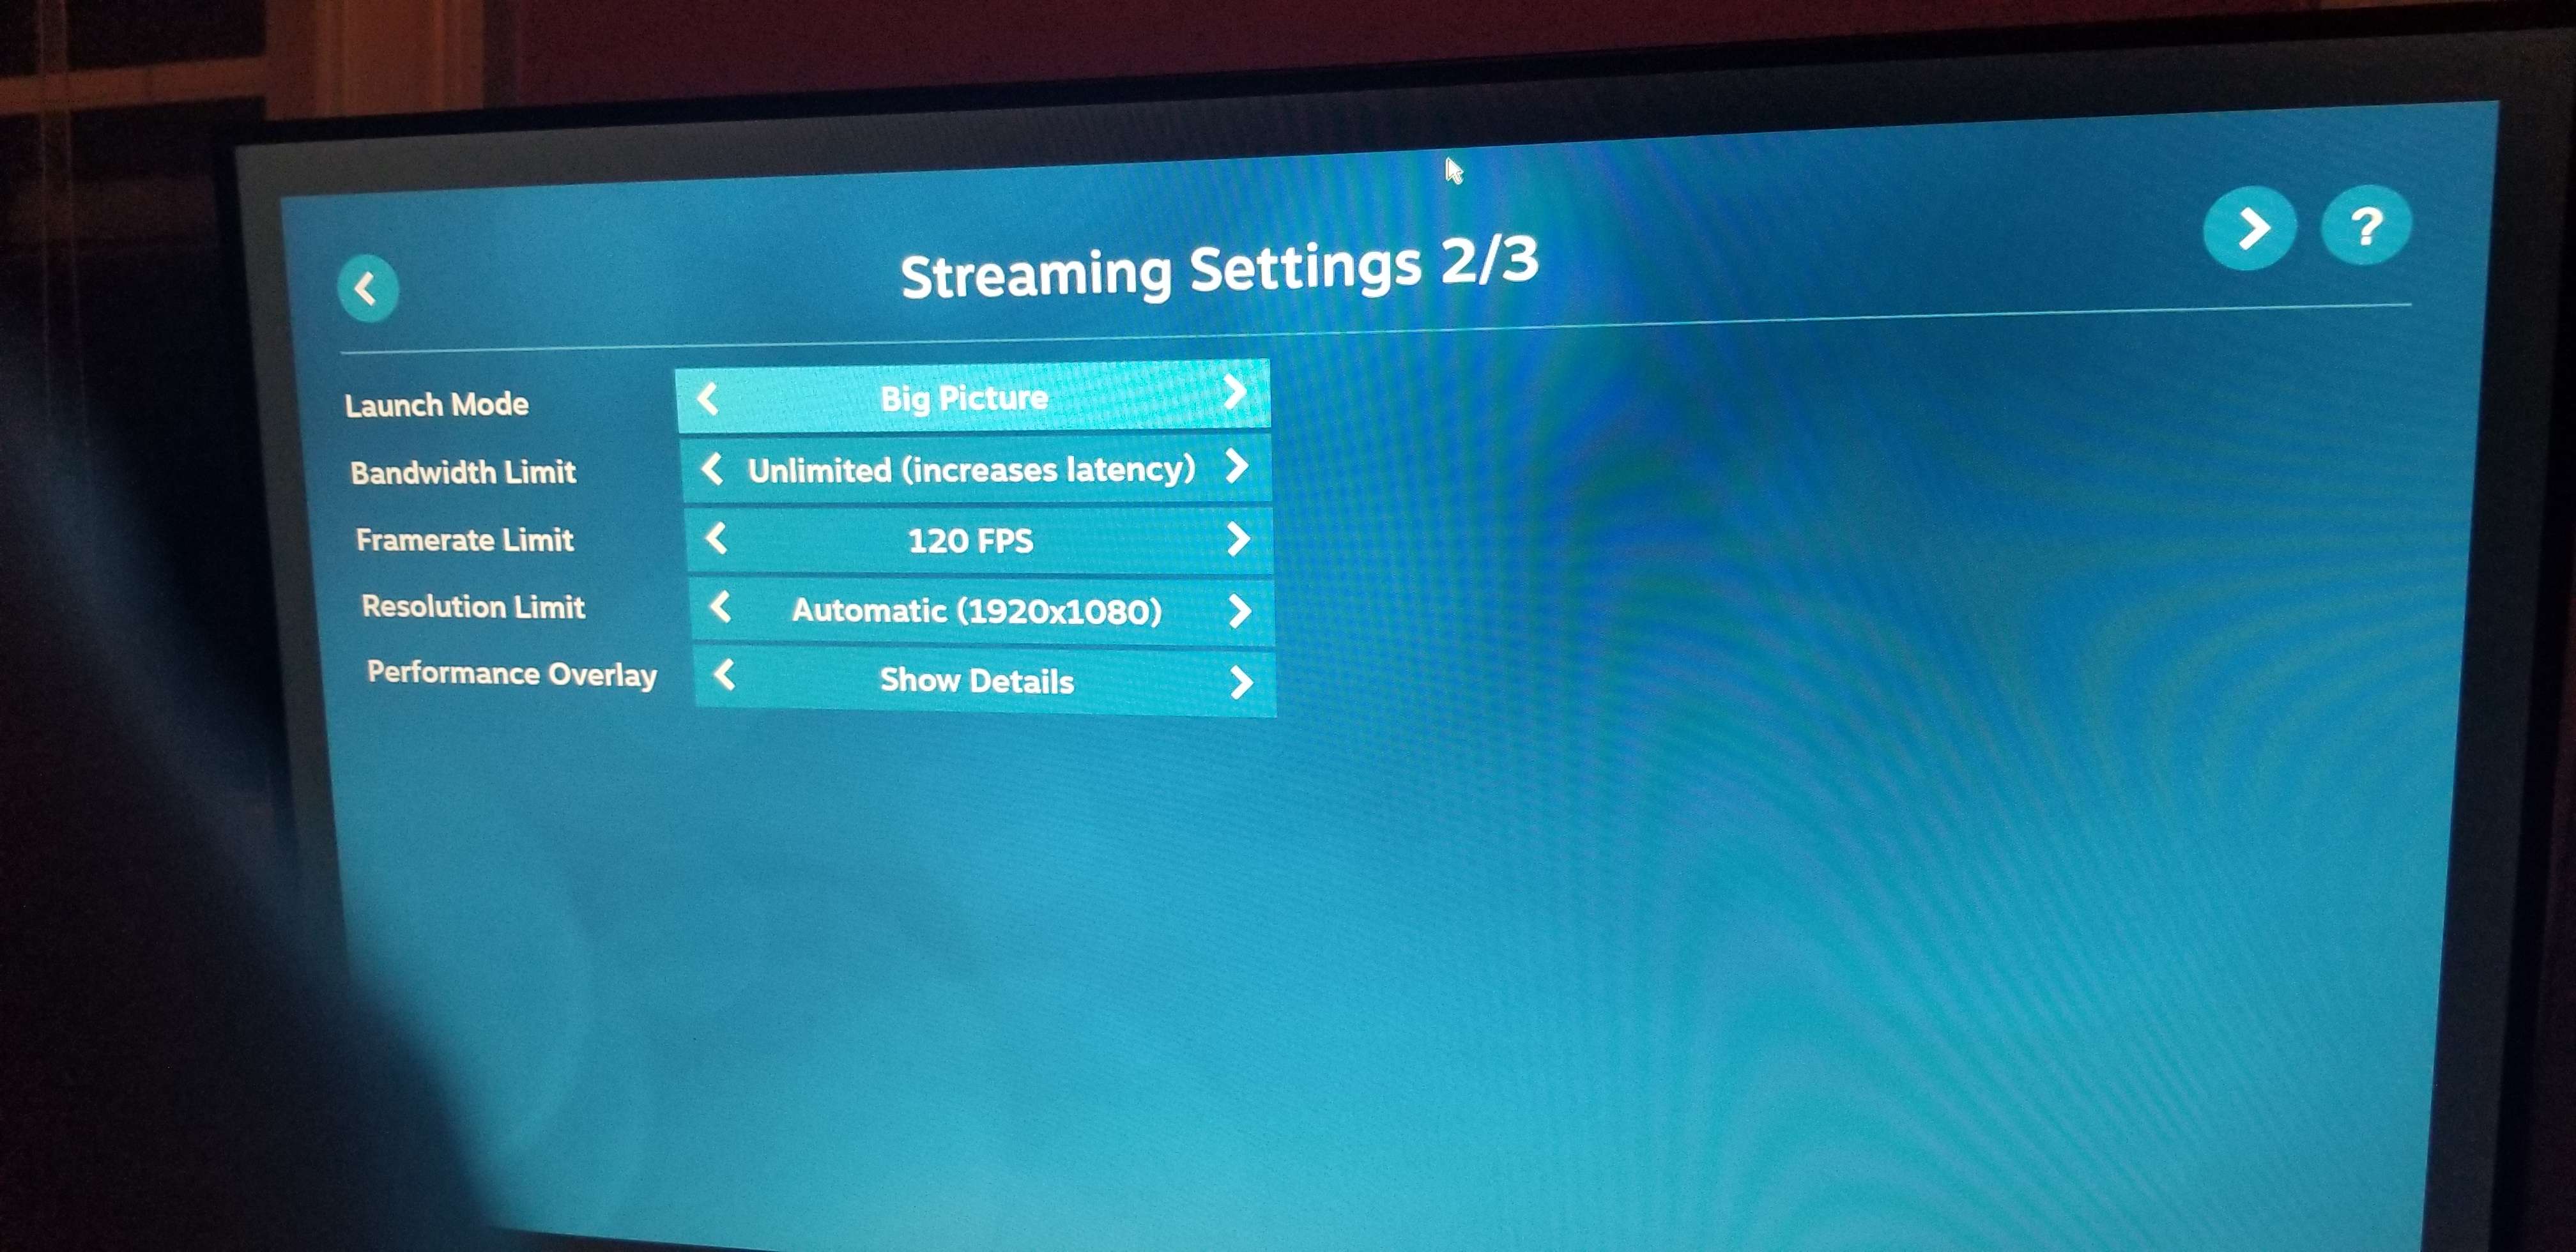 Streaming Settings 2/3
?
Launch Mode Big Picture
Bandwidth Limit Unlimited (increases latency)
Framerate Limit 120 FPS
Resolution Limit Automatic (1920x1080)
Performance Overlay Show Details